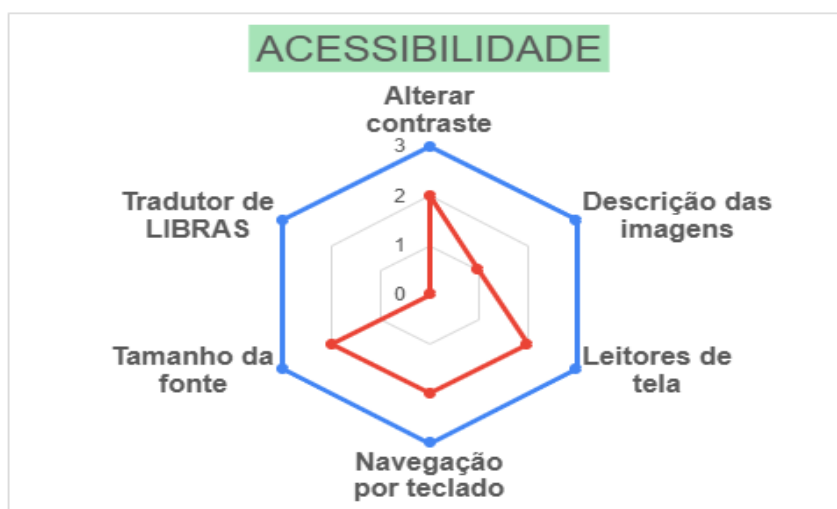 ACESSIBILIDADE
Alterar
contraste
3
Tradutor de
LIBRAS
2
Descrição das
imagens
1
0
Tamanho da
fonte
Leitores de
tela
Navegação
por teclado